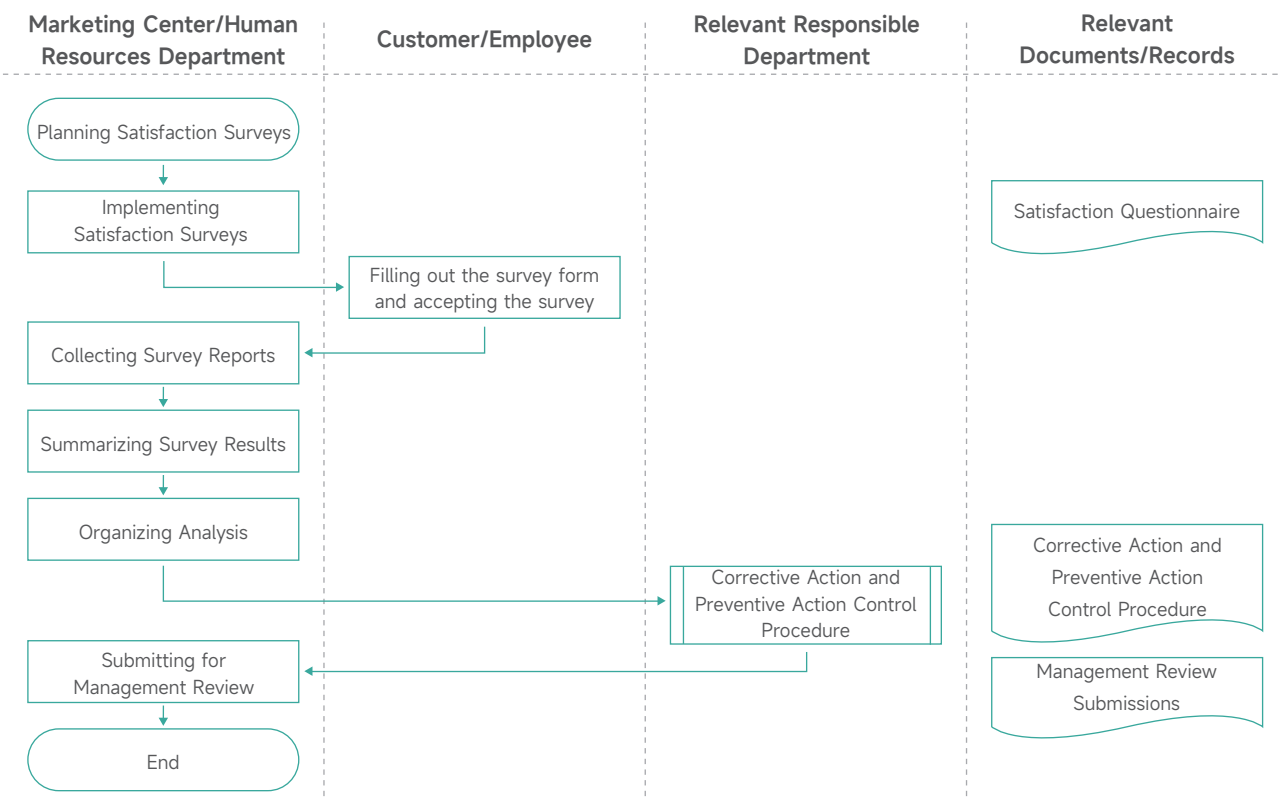 Marketing Center/Human
Resources Department
Customer/Employee
Relevant Responsible
Department
Relevant
Documents/Records
Planning Satisfaction Surveys
Implementing
Satisfaction Surveys
Satisfaction Questionnaire
Filling out the survey form
and accepting the survey
Collecting Survey Reports
Summarizing Survey Results
Organizing Analysis
Corrective Action and
Preventive Action Control
Procedure
Corrective Action and
Preventive Action
Control Procedure
Submitting for
Management Review
Management Review
Submissions
End